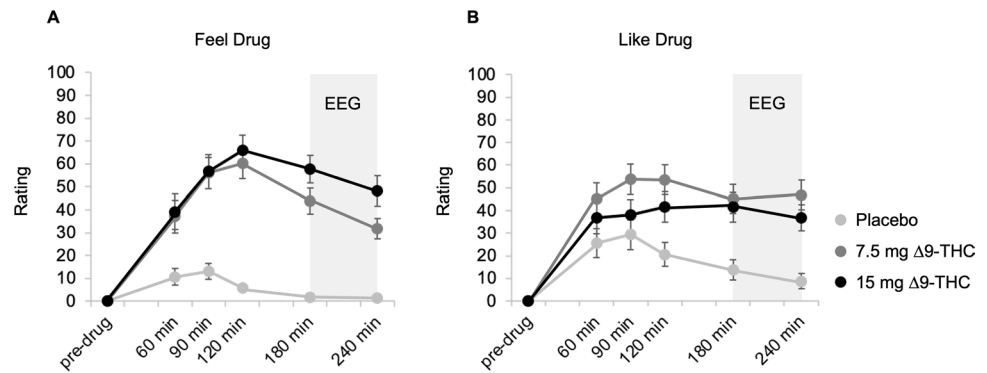 A
Feel Drug
100
90
80
70
60
50
40
30
20
10
0
Rating
EEG
pre-drug
60 min
90 min
120 min
180 min
240 min
B
Like Drug
100
90
80
70
60
50
40
30
20
10
0
Rating
EEG
pre-drug
60 min
90 min
120 min
180 min
240 min
Placebo
7.5 mg Δ9-THC
15 mg Δ9-THC